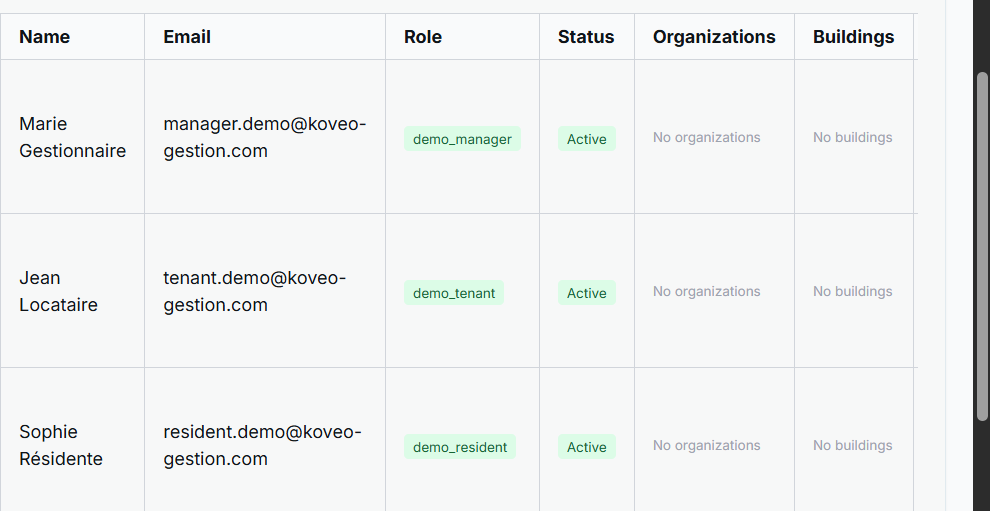 Name Email Role Status Organizations Buildings
Marie
Gestionnaire
manager.demo@koveo-
gestion.com
demo_manager
Active
No organizations
No buildings
Jean
Locataire
tenant.demo@koveo-
gestion.com
demo_tenant
Active
No organizations
No buildings
Sophie
Résidente
resident.demo@koveo-
gestion.com
demo_resident
Active
No organizations
No buildings